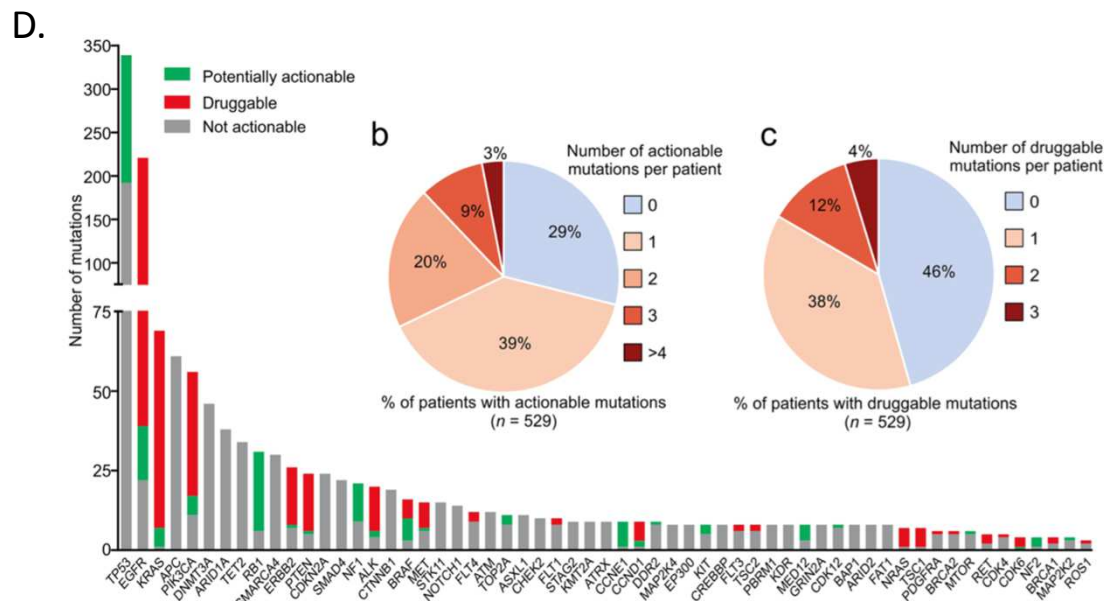 D.
350
300
250
200
150
100
75
50
25
0
Number of mutations
Potentially actionable
Druggable
Not actionable
b
3%
9%
20%
29%
39%
Number of actionable
mutations per patient
0
1
2
3
>4
% of patients with actionable mutations
(n = 529)
c
4%
12%
38%
46%
Number of druggable
mutations per patient
0
1
2
3
% of patients with druggable mutations
(n = 529)
TP53
EGFR
KRAS
APC
PIK3CA
DNMT3A
ARID1A
TET2
RB1
SMARCA4
ERBB2
PTEN
CDKN2A
SMAD4
NF1
ALK
CTNNB1
BRAF
MET
STK11
NOTCH1
FLT4
ATM
TOP2A
ASXL1
CHEK2
FLT1
STAG2
KMT2A
ATRX
CCNE1
CCND1
DDR2
MAP2K4
EP300
KIT
CREBBP
FLT3
TSC2
PBRM1
KDR
MED12
GRIN2A
CDK12
BAP1
ARID2
FAT1
NRAS
TSC1
PDGFRA
BRCA2
MTOR
RET
CDK4
CDK6
NF2
BRCA1
MAP2K2
ROS1